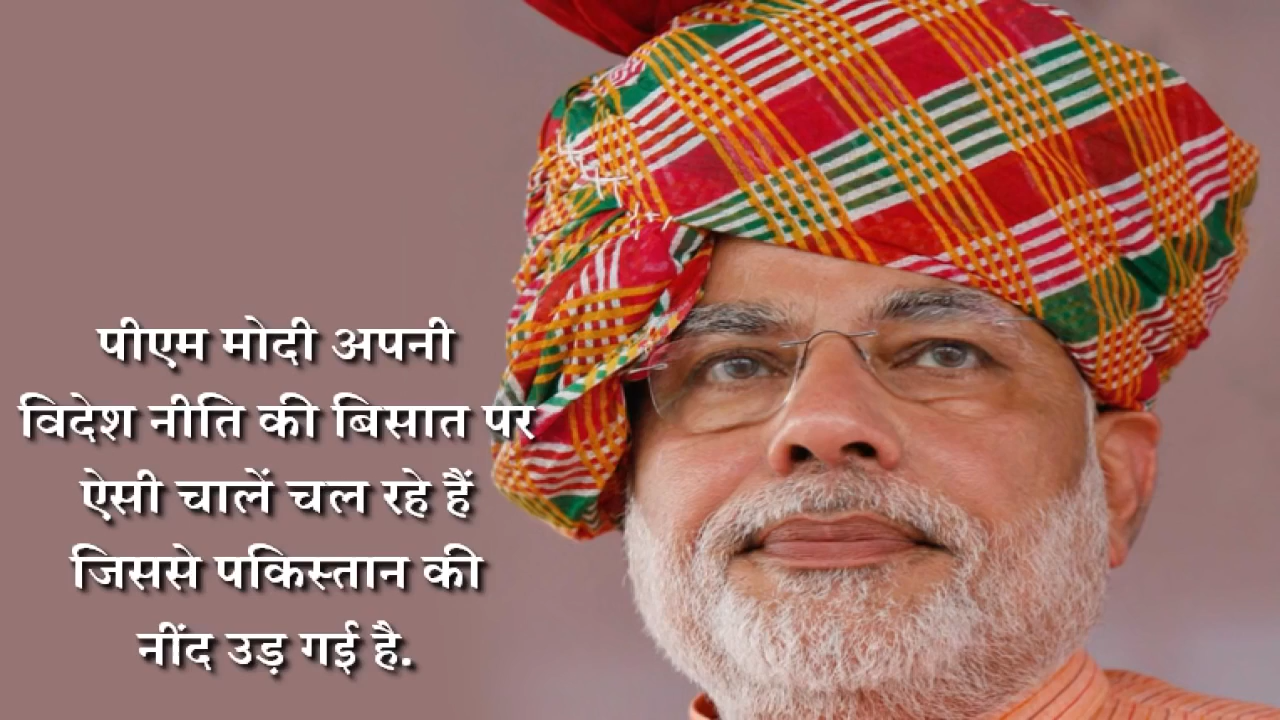 पीएम मोदी अपनी
विदेश नीति की बिसात पर
ऐसी चालें चल रहे हैं
जिससे पकिस्तान की
नींद उड़ गई है.